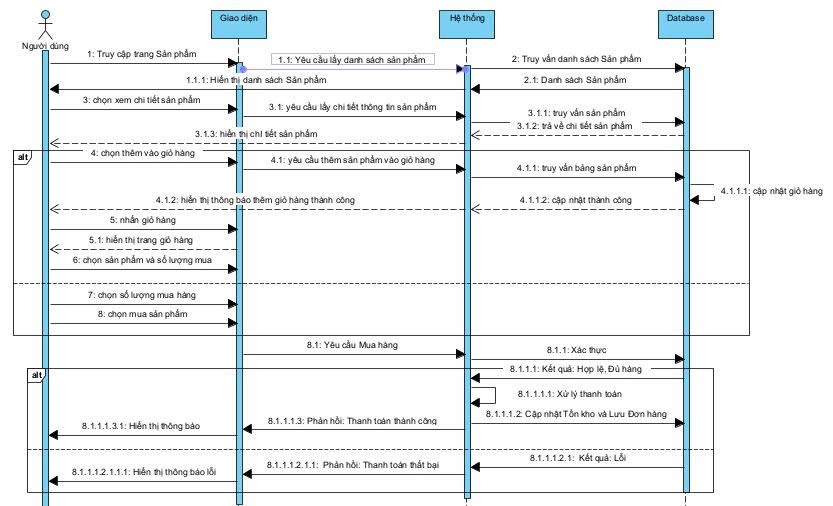 Giao diện
Hệ thống
Database
Người dùng
1: Truy cập trang Sản phẩm
1.1: Yêu cầu lấy danh sách sản phẩm
2: Truy vấn danh sách Sản phẩm
1.1.1: Hiển thị danh sách Sản phẩm
2.1: Danh sách Sản phẩm
3: chọn xem chi tiết sản phẩm
3.1: yêu cầu lấy chi tiết thông tin sản phẩm
3.1.1: truy vấn sản phẩm
3.1.2: trả về chi tiết sản phẩm
3.1.3: hiển thị chI tiết sản phẩm
alt
4: chọn thêm vào giỏ hàng
4.1: yêu cầu thêm sản phẩm vào giỏ hàng
4.1.1: truy vấn bảng sản phẩm
4.1.1.1: cập nhật giỏ hàng
4.1.2: hiển thị thông báo thêm giỏ hàng thành công
4.1.1.2: cập nhật thành công
5: nhấn giỏ hàng
5.1: hiển thị trang giỏ hàng
6: chọn sản phẩm và số lượng mua
7: chọn số lượng mua hàng
8: chọn mua sản phẩm
8.1: Yêu cầu Mua hàng
8.1.1: Xác thực
alt
8.1.1.1: Kết quả: Hợp lệ, Đủ hàng
8.1.1.1.1: Xử lý thanh toán
8.1.1.1.2: Cập nhật Tồn kho và Lưu Đơn hàng
8.1.1.1.3: Phản hồi: Thanh toán thành công
8.1.1.1.3.1: Hiển thị thông báo
8.1.1.1.2.1: Kết quả: Lỗi
8.1.1.1.2.1.1: Phản hồi: Thanh toán thất bại
8.1.1.1.2.1.1.1: Hiển thị thông báo lỗi